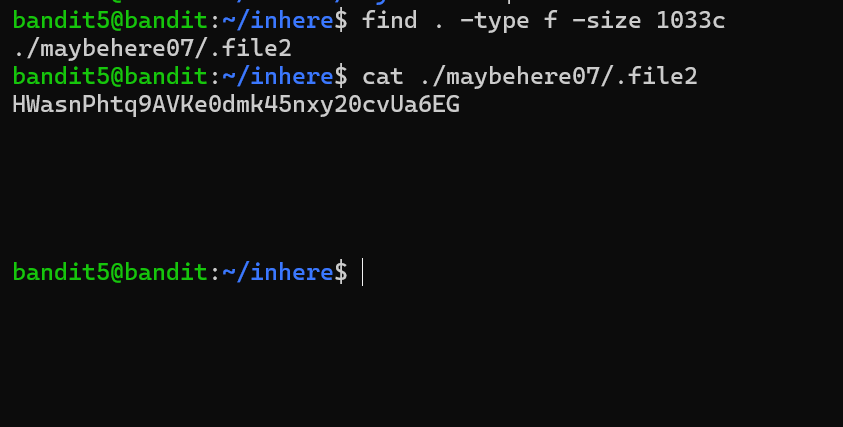 bandit5@bandit:~/inhere$ find . -type f -size 1033c
./maybehere07/.file2
bandit5@bandit:~/inhere$ cat ./maybehere07/.file2
HWasnPhtq9AVKe0dmk45nxy20cvUa6EG
bandit5@bandit:~/inhere$